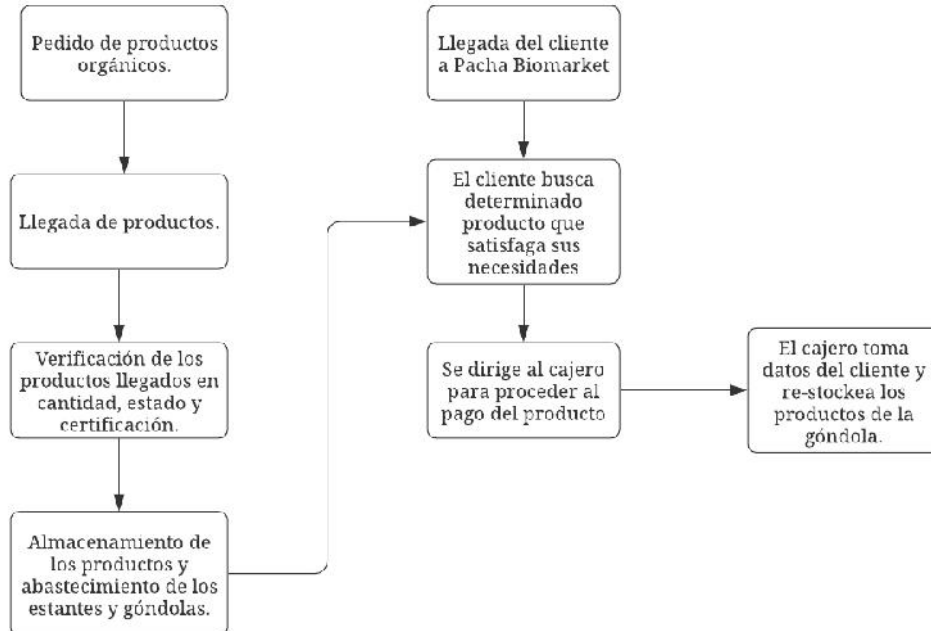 Pedido de productos
orgánicos.
Llegada de productos.
Verificación de los
productos llegados en
cantidad, estado y
certificación.
Almacenamiento de
los productos y
abastecimiento de los
estantes y góndolas.
Llegada del cliente
a Pacha Biomarket
El cliente busca
determinado
producto que
satisfaga sus
necesidades
Se dirige al cajero
para proceder al
pago del producto
El cajero toma
datos del cliente y
re-stockea los
productos de la
góndola.